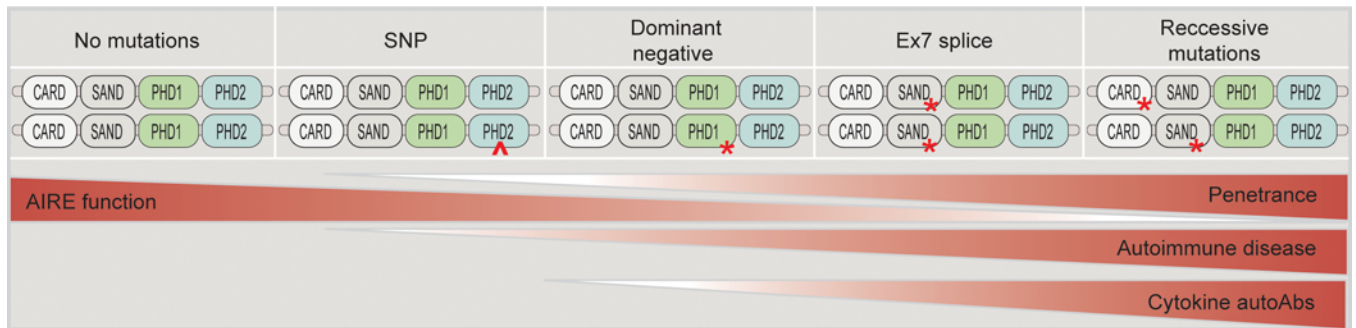 No mutations
SNP
Dominant
negative
Ex7 splice
Reccessive
mutations
CARD SAND PHD1 PHD2 CARD SAND PHD1 PHD2 CARD SAND PHD1 PHD2 CARD SAND PHD1 PHD2 CARD SAND PHD1 PHD2
* *
CARD SAND PHD1 PHD2 CARD SAND PHD1 PHD2 CARD SAND PHD1 PHD2 CARD SAND PHD1 PHD2 CARD SAND PHD1 PHD2
^ * * *
Penetrance
AIRE function
Autoimmune disease
Cytokine autoAbs